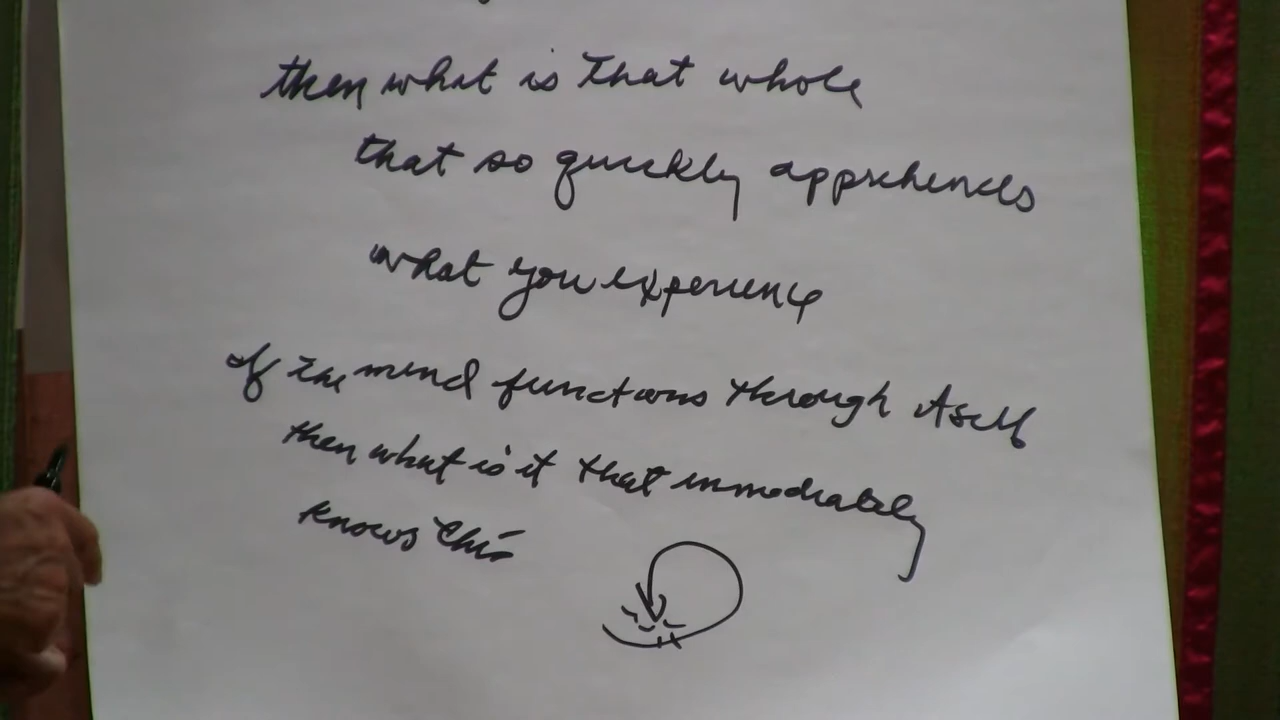 then what is that whole
that so quickly apprehends
what you experience
of the mind functions through itself
then what is it that immediately
knows this